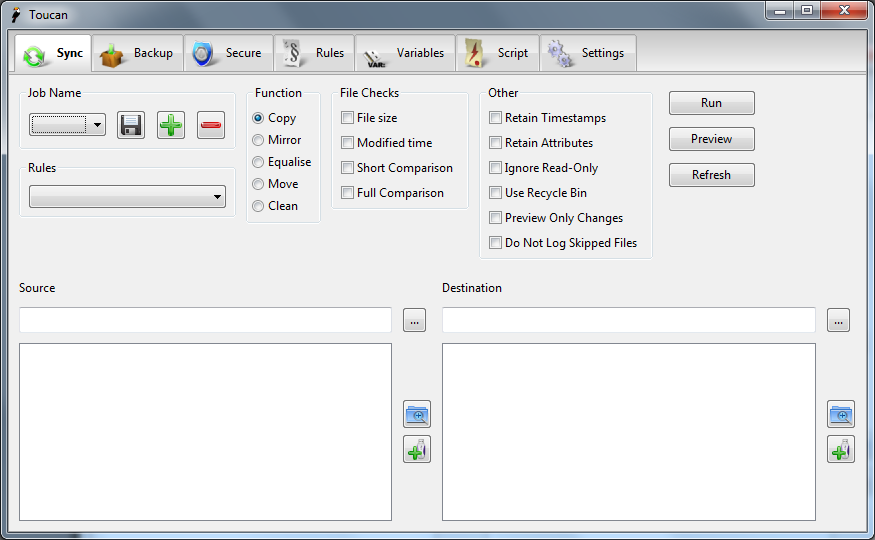 Toucan
Sync Backup Secure Rules Variables Script Settings
VAR:
Job Name
Rules
Function
Copy
Mirror
Equalise
Move
Clean
File Checks
File size
Modified time
Short Comparison
Full Comparison
Other
Retain Timestamps
Retain Attributes
Ignore Read-Only
Use Recycle Bin
Preview Only Changes
Do Not Log Skipped Files
Run
Preview
Refresh
Source
...
Destination
...